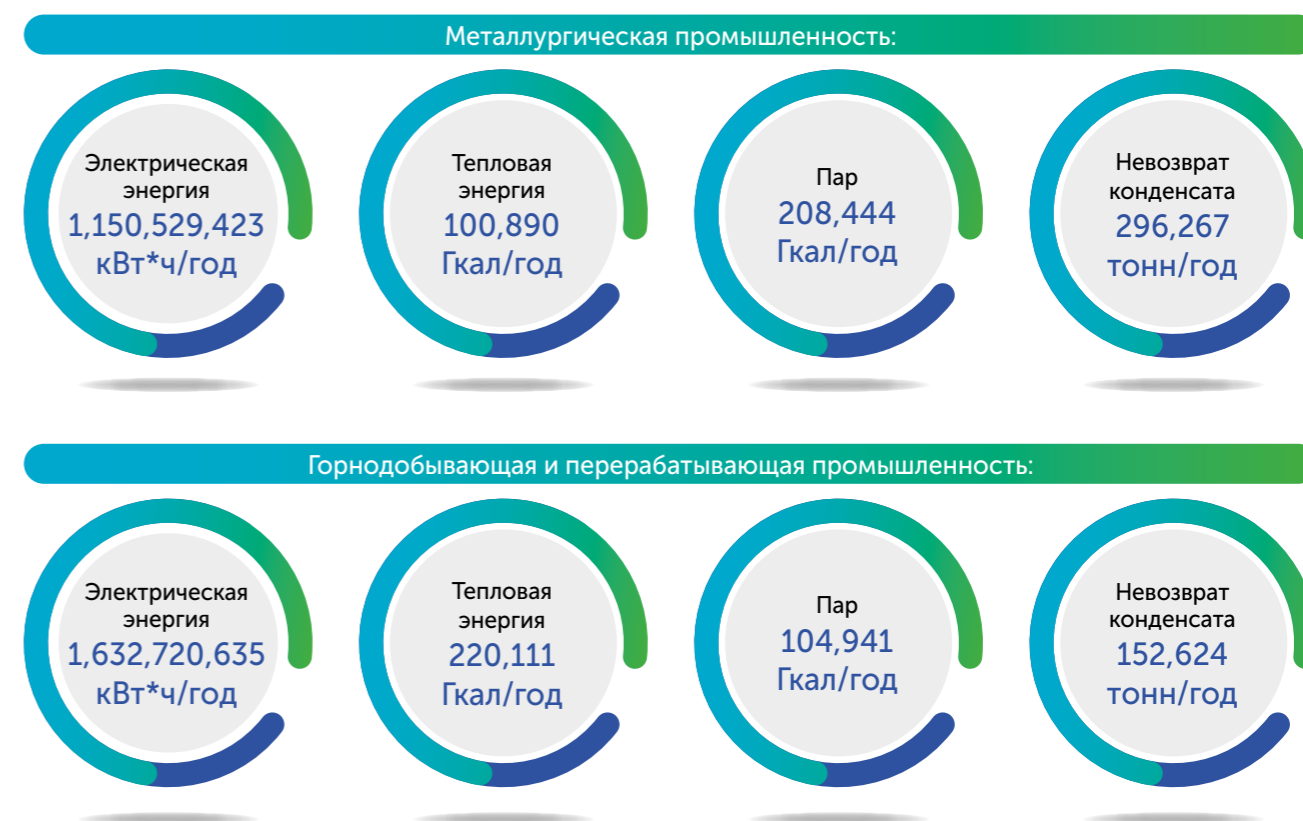 Металлургическая промышленность:
Электрическая
энергия
1,150,529,423
кВт*ч/год
Тепловая
энергия
100,890
Гкал/год
Пар
208,444
Гкал/год
Невозврат
конденсата
296,267
тонн/год
Горнодобывающая и перерабатывающая промышленность:
Электрическая
энергия
1,632,720,635
кВт*ч/год
Тепловая
энергия
220,111
Гкал/год
Пар
104,941
Гкал/год
Невозврат
конденсата
152,624
тонн/год